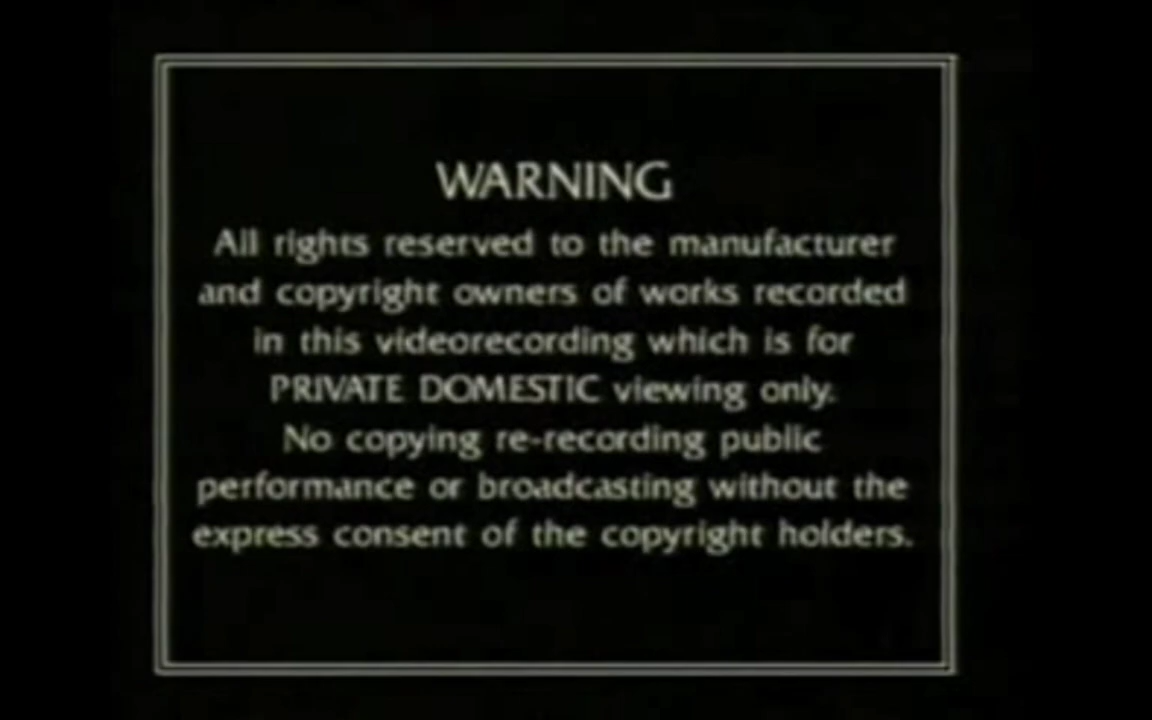 WARNING
All rights reserved to the manufacturer
and copyright owners of works recorded
in this videorecording which is for
PRIVATE DOMESTIC viewing only.
No copying re-recording public
performance or broadcasting without the
express consent of the copyright holders.